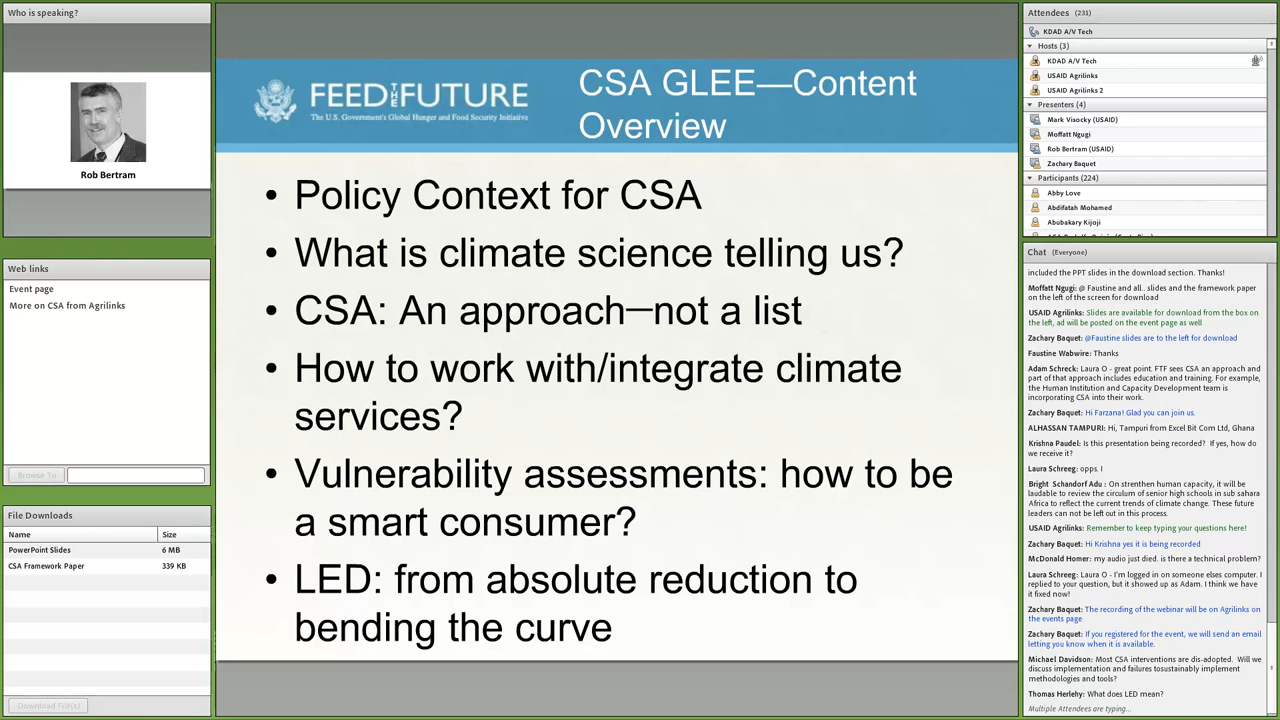 Who is speaking?
Rob Bertram
Web links
Event page
More on CSA from Agrilinks
Browse To
File Downloads
Name Size
PowerPoint Slides 6 MB
CSA Framework Paper 339 KB
Download File(s)
FEED THE FUTURE
The U.S. Government's Global Hunger and Food Security Initiative
CSA GLEE—Content
Overview
• Policy Context for CSA
• What is climate science telling us?
• CSA: An approach—not a list
• How to work with/integrate climate
services?
• Vulnerability assessments: how to be
a smart consumer?
• LED: from absolute reduction to
bending the curve
Attendees (231)
KDAD A/V Tech
Hosts (3)
KDAD A/V Tech
USAID Agrilinks
USAID Agrilinks 2
Presenters (4)
Mark Visocky (USAID)
Moffatt Ngugi
Rob Bertram (USAID)
Zachary Baquet
Participants (224)
Abby Love
Abdifatah Mohamed
Abubakary Kijoji
Chat (Everyone)
included the PPT slides in the download section. Thanks!
Moffatt Ngugi: @ Faustine and all.. slides and the framework paper
on the left of the screen for download
USAID Agrilinks: Slides are available for download from the box on
the left, ad will be posted on the event page as well
Zachary Baquet: @Faustine slides are to the left for download
Faustine Wabwire: Thanks
Adam Schreck: Laura O - great point. FTF sees CSA an approach and
part of that approach includes education and training. For example,
the Human Institution and Capacity Development team is
incorporating CSA into their work.
Zachary Baquet: Hi Farzana! Glad you can join us.
ALHASSAN TAMPURI: Hi, Tampuri from Excel Bit Com Ltd, Ghana
Krishna Paudel: Is this presentation being recorded? If yes, how do
we receive it?
Laura Schreeg: opps. I
Bright Schandorf Adu : On strenthen human capacity, it will be
laudable to review the circulum of senior high schools in sub sahara
Africa to reflect the current trends of climate change. These future
leaders can not be left out in this process.
USAID Agrilinks: Remember to keep typing your questions here!
Zachary Baquet: Hi Krishna yes it is being recorded
McDonald Homer: my audio just died. is there a technical problem?
Laura Schreeg: Laura O - I'm logged in on someone elses computer. I
replied to your question, but it showed up as Adam. I think we have
it fixed now!
Zachary Baquet: The recording of the webinar will be on Agrilinks on
the events page
Zachary Baquet: If you registered for the event, we will send an email
letting you know when it is available.
Michael Davidson: Most CSA interventions are dis-adopted. Will we
discuss implementation and failures tosustainably implement
methodologies and tools?
Thomas Herlehy: What does LED mean?
Multiple Attendees are typing...